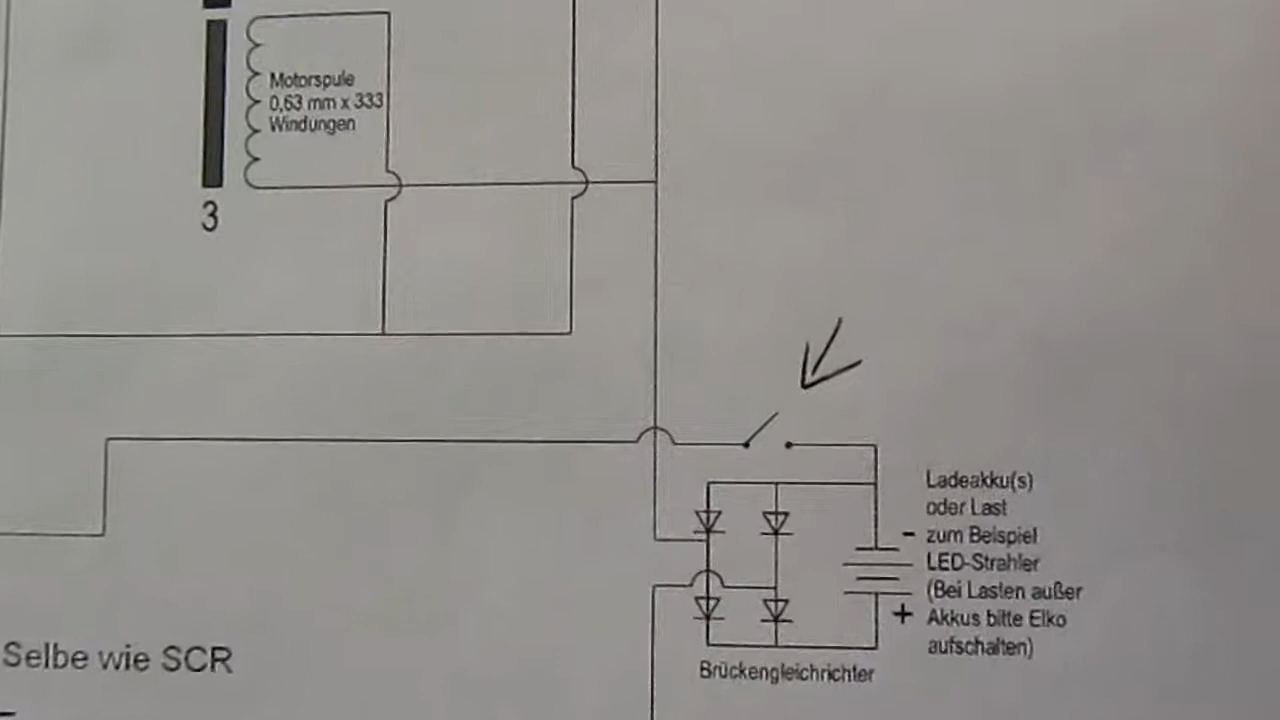 Motorspule
0,63 mm x 333
Windungen
3
Ladeakku(s)
oder Last
- zum Beispiel
LED-Strahler
(Bei Lasten außer
+ Akkus bitte Elko
aufschalten)
Selbe wie SCR
Brückengleichrichter